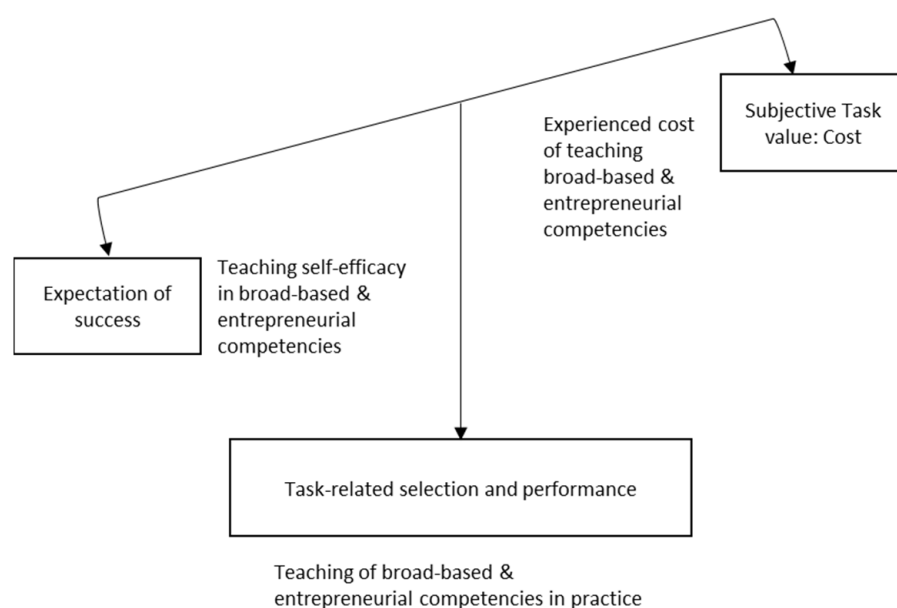 Subjective Task
value: Cost
Experienced cost
of teaching
broad-based &
entrepreneurial
competencies
Expectation of
success
Teaching self-efficacy
in broad-based &
entrepreneurial
competencies
Task-related selection and performance
Teaching of broad-based &
entrepreneurial competencies in practice